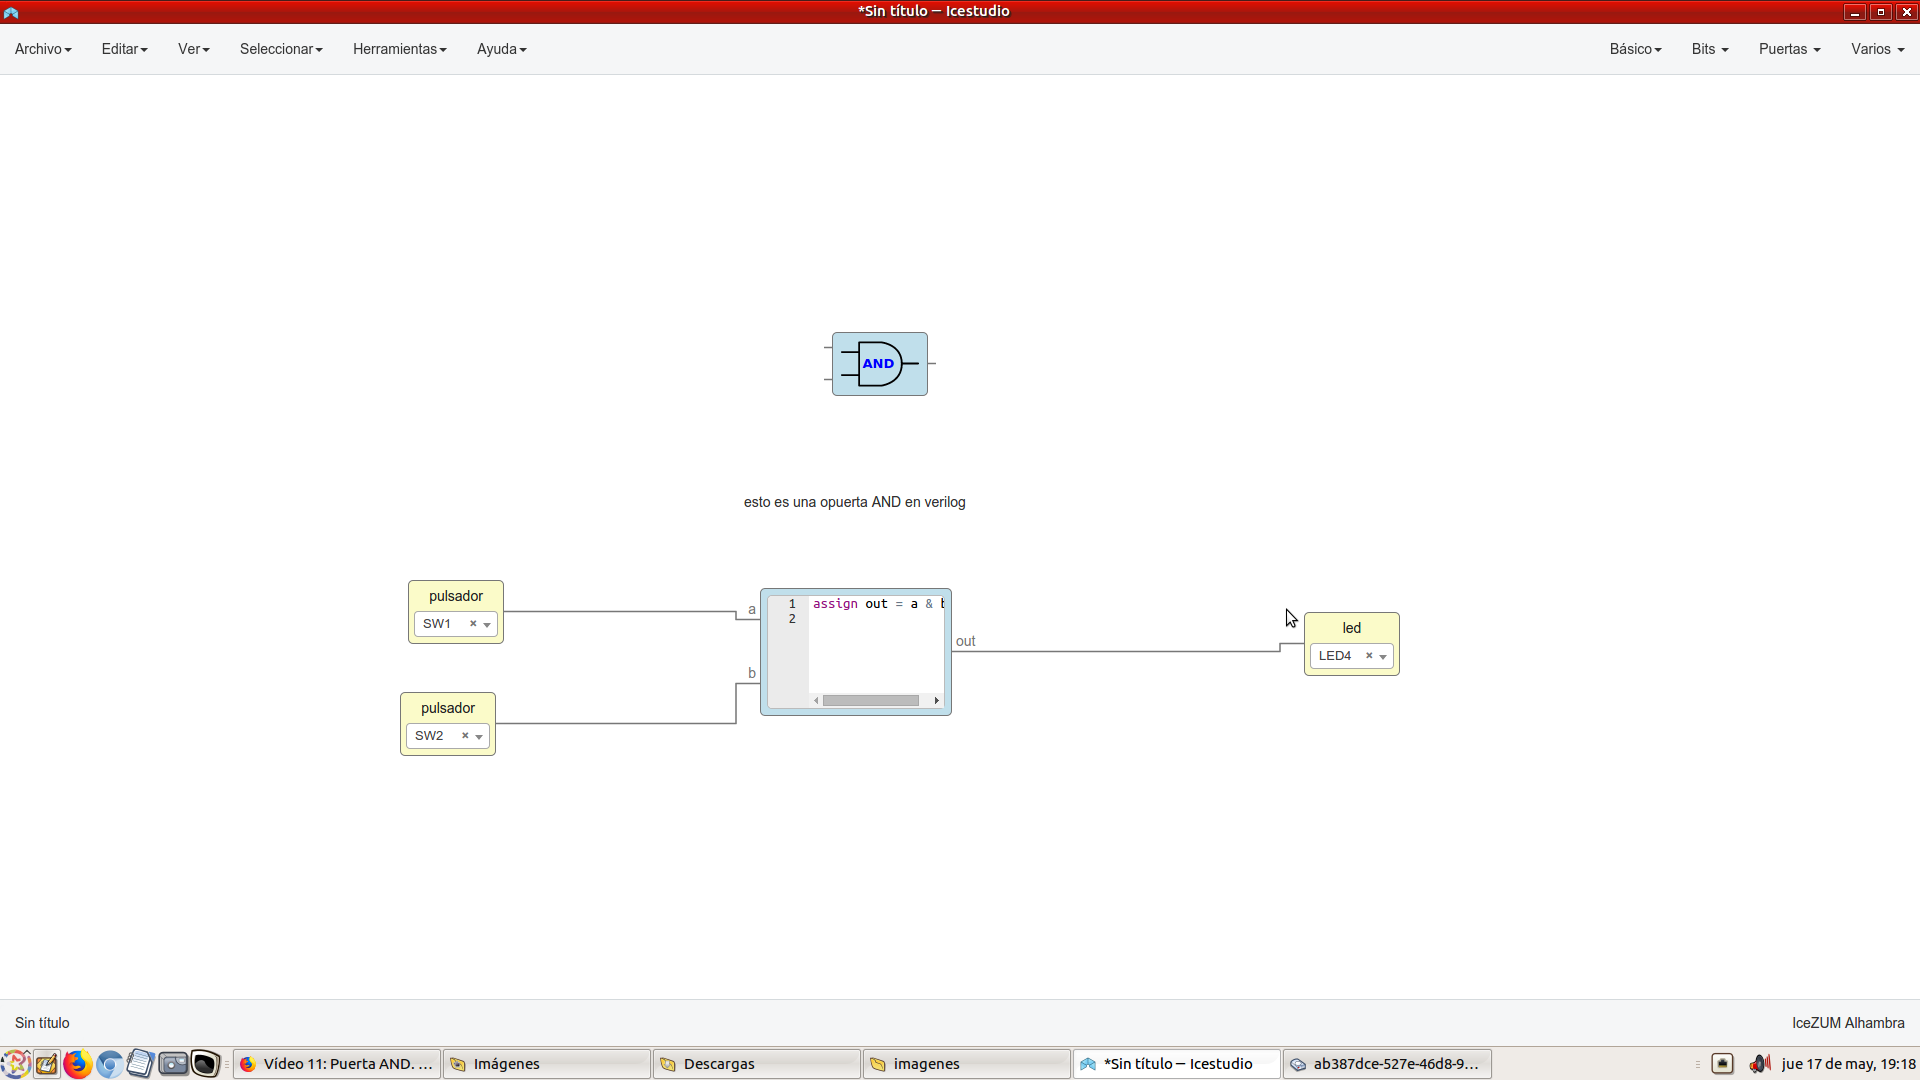 *Sin título — Icestudio
Archivo Editar Ver Seleccionar Herramientas Ayuda Básico Bits Puertas Varios
AND
esto es una opuerta AND en verilog
pulsador
SW1
a
1 assign out = a & b
2
out
led
LED4
b
pulsador
SW2
Sin título IceZUM Alhambra
Vídeo 11: Puerta AND. ... Imágenes Descargas imagenes *Sin título — Icestudio ab387dce-527e-46d8-9... jue 17 de may, 19:18